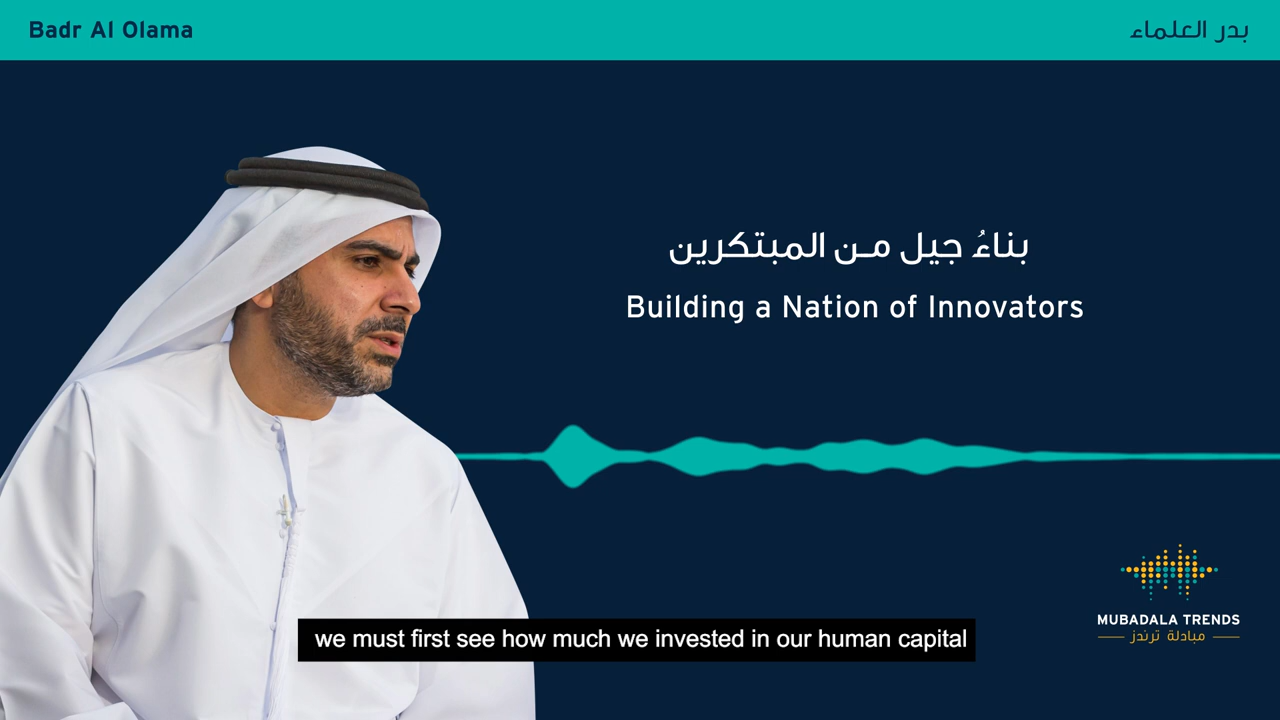 Badr Al Olama
بدر العلماء
بناءُ جيل من المبتكرين
Building a Nation of Innovators
we must first see how much we invested in our human capital
MUBADALA TRENDS
مبادلة ترندز